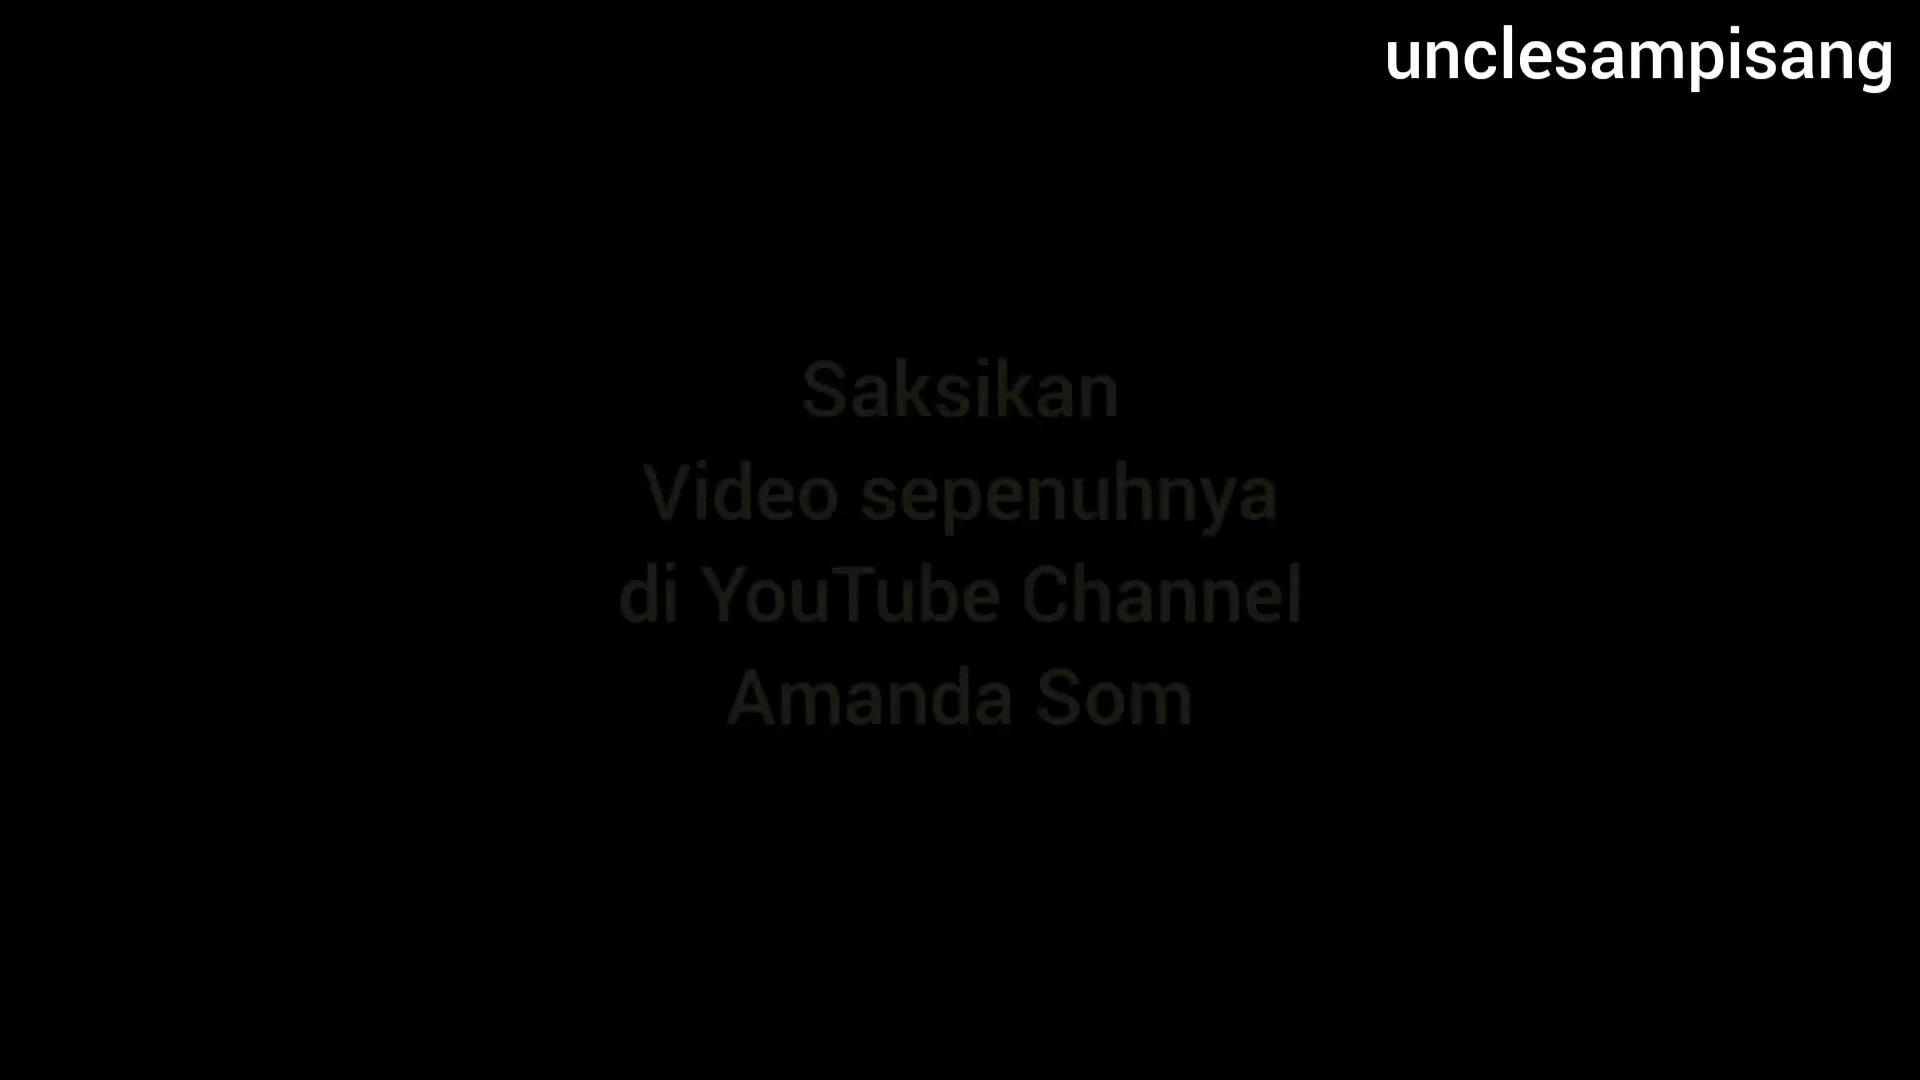 unclesampisang
Saksikan
Video sepenuhnya
di YouTube Channel
Amanda Som